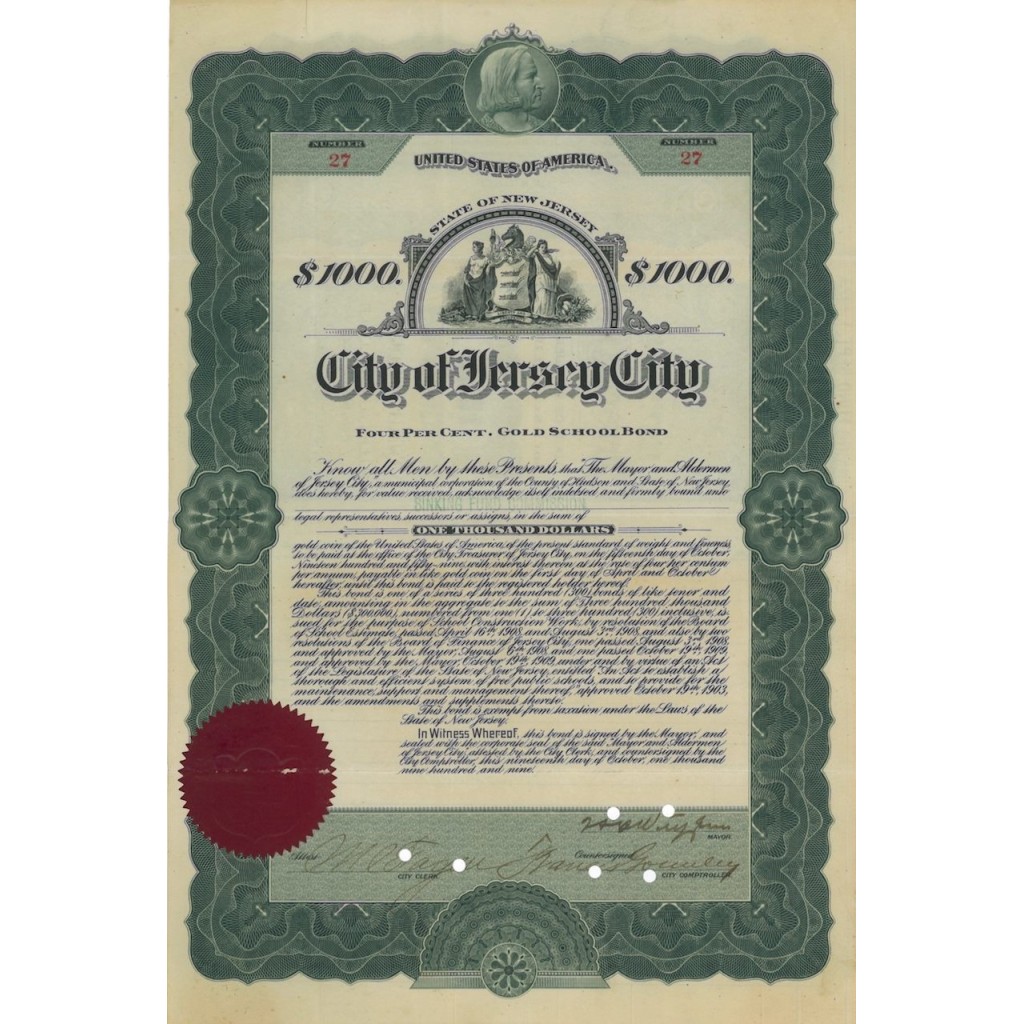 NUMBER
27
NUMBER
27
UNITED STATES OF AMERICA.
STATE OF NEW JERSEY
$1000.
$1000.
City of Jersey City
FOUR PER CENT. GOLD SCHOOL BOND
Know all Men by these Presents, that The Mayor and Aldermen
of Jersey City, a municipal corporation of the County of Hudson and State of New Jersey
does hereby, for value received, acknowledge itself indebted and firmly bound unto
SINKING FUND COMMISSION
legal representatives, successors or assigns, in the sum of
ONE THOUSAND DOLLARS
gold coin of the United States of America, of the present standard of weight and fineness
to be paid at the office of the City Treasurer of Jersey City, on the fifteenth day of October,
Nineteen hundred and fifty-nine, with interest thereon at the rate of four per centum
per annum, payable in like gold coin on the first day of April and October
hereafter, until this bond is paid to the registered holder hereof.
This bond is one of a series of three hundred (300) bonds of like tenor and
date, amounting in the aggregate to the sum of Three hundred thousand
Dollars ($300,000), numbered from one (1) to three hundred (300) inclusive, is-
sued for the purpose of School Construction Work, by resolution of the Board
of School Estimate, passed April 16th 1908, and August 3rd 1908, and also by two
resolutions of the Board of Finance of Jersey City, one passed August 3rd 1908,
and approved by the Mayor, August 6th 1908, and one passed October 19th 1909,
and approved by the Mayor, October 19th 1909, under and by virtue of an Act
of the Legislature of the State of New Jersey, entitled "An Act to establish a
thorough and efficient system of free public schools, and to provide for the
maintenance, support and management thereof, approved October 19th 1903,
and the amendments and supplements thereto.
This bond is exempt from taxation under the Laws of the
State of New Jersey.
In Witness Whereof, this bond is signed by the Mayor, and
sealed with the corporate seal of the said Mayor and Aldermen
of Jersey City, attested by the City Clerk, and countersigned by the
City Comptroller, this nineteenth day of October, one thousand
nine hundred and nine.
MAYOR
Attest
Countersigned
CITY CLERK
CITY COMPTROLLER